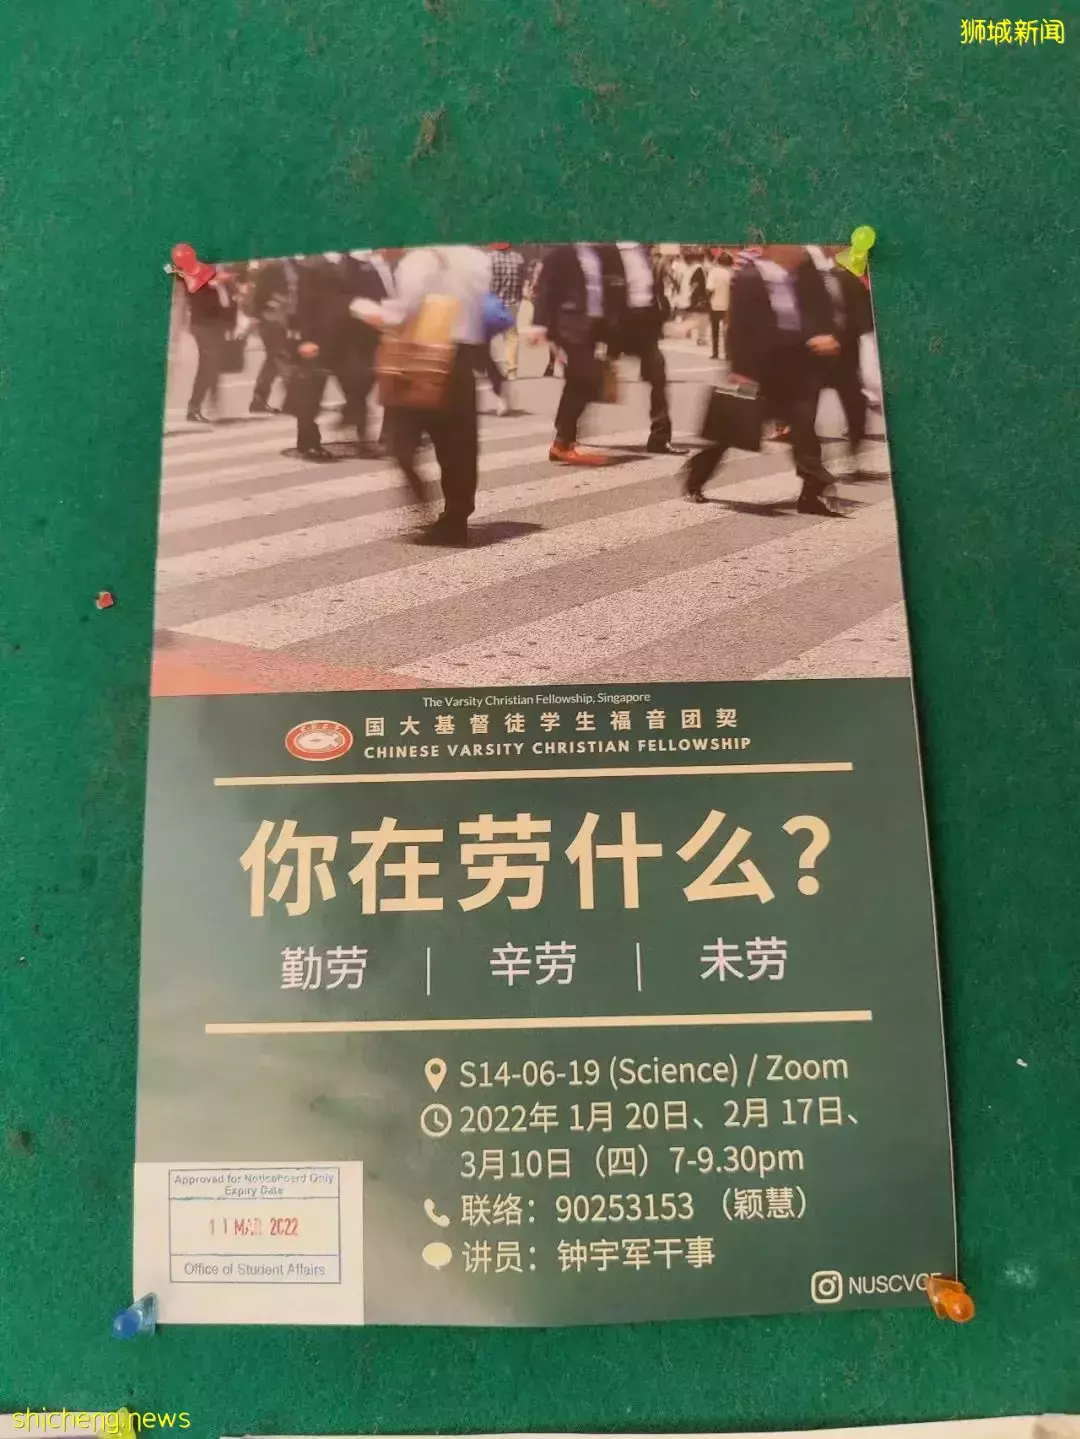 狮城新闻
The Varsity Christian Fellowship, Singapore
C.V.C.F
国大基督徒学生福音团契
CHINESE VARSITY CHRISTIAN FELLOWSHIP
你在劳什么?
勤劳 | 辛劳 | 未劳
S14-06-19 (Science) / Zoom
2022年 1月 20日、2月 17日、
3月10日（四）7-9.30pm
联络：90253153 （颖慧）
讲员：钟宇军干事
Approved for Noticeboard Only
Expiry Date
11 MAR 2022
Office of Student Affairs
NUSCVCF
shicheng.news